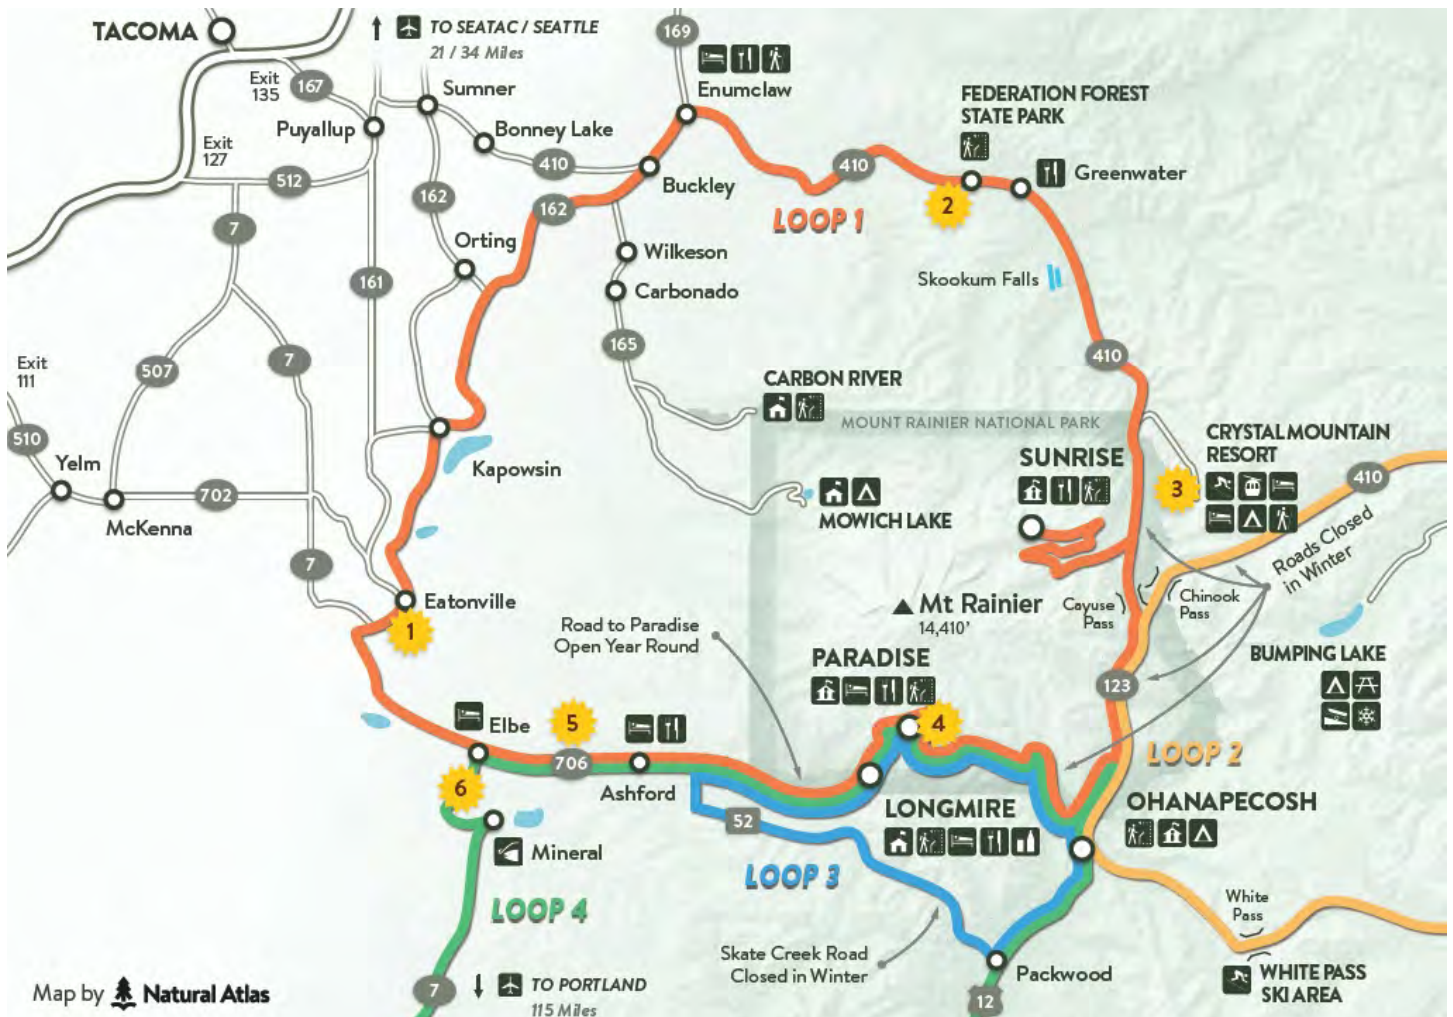 TACOMA
TO SEATAC / SEATTLE
21 / 34 Miles
169
Exit
135
167
Sumner
Enumclaw
FEDERATION FOREST
STATE PARK
Puyallup
Bonney Lake
Exit
127
410
410
Greenwater
512
Buckley
162
162
LOOP 1
2
7
Orting
Wilkeson
Skookum Falls
161
Carbonado
165
410
Exit
111
507
7
CARBON RIVER
MOUNT RAINIER NATIONAL PARK
CRYSTAL MOUNTAIN
RESORT
510
Yelm
Kapowsin
SUNRISE
3
410
702
McKenna
MOWICH LAKE
Roads Closed
in Winter
7
Eatonville
1
Mt Rainier
14,410'
Cayuse
Pass
Chinook
Pass
Road to Paradise
Open Year Round
PARADISE
BUMPING LAKE
123
Elbe
5
4
LOOP 2
706
6
Ashford
52
LONGMIRE
OHANAPECOSH
Mineral
LOOP 3
LOOP 4
White
Pass
Skate Creek Road
Closed in Winter
Packwood
WHITE PASS
SKI AREA
Map by Natural Atlas
7
TO PORTLAND
115 Miles
12